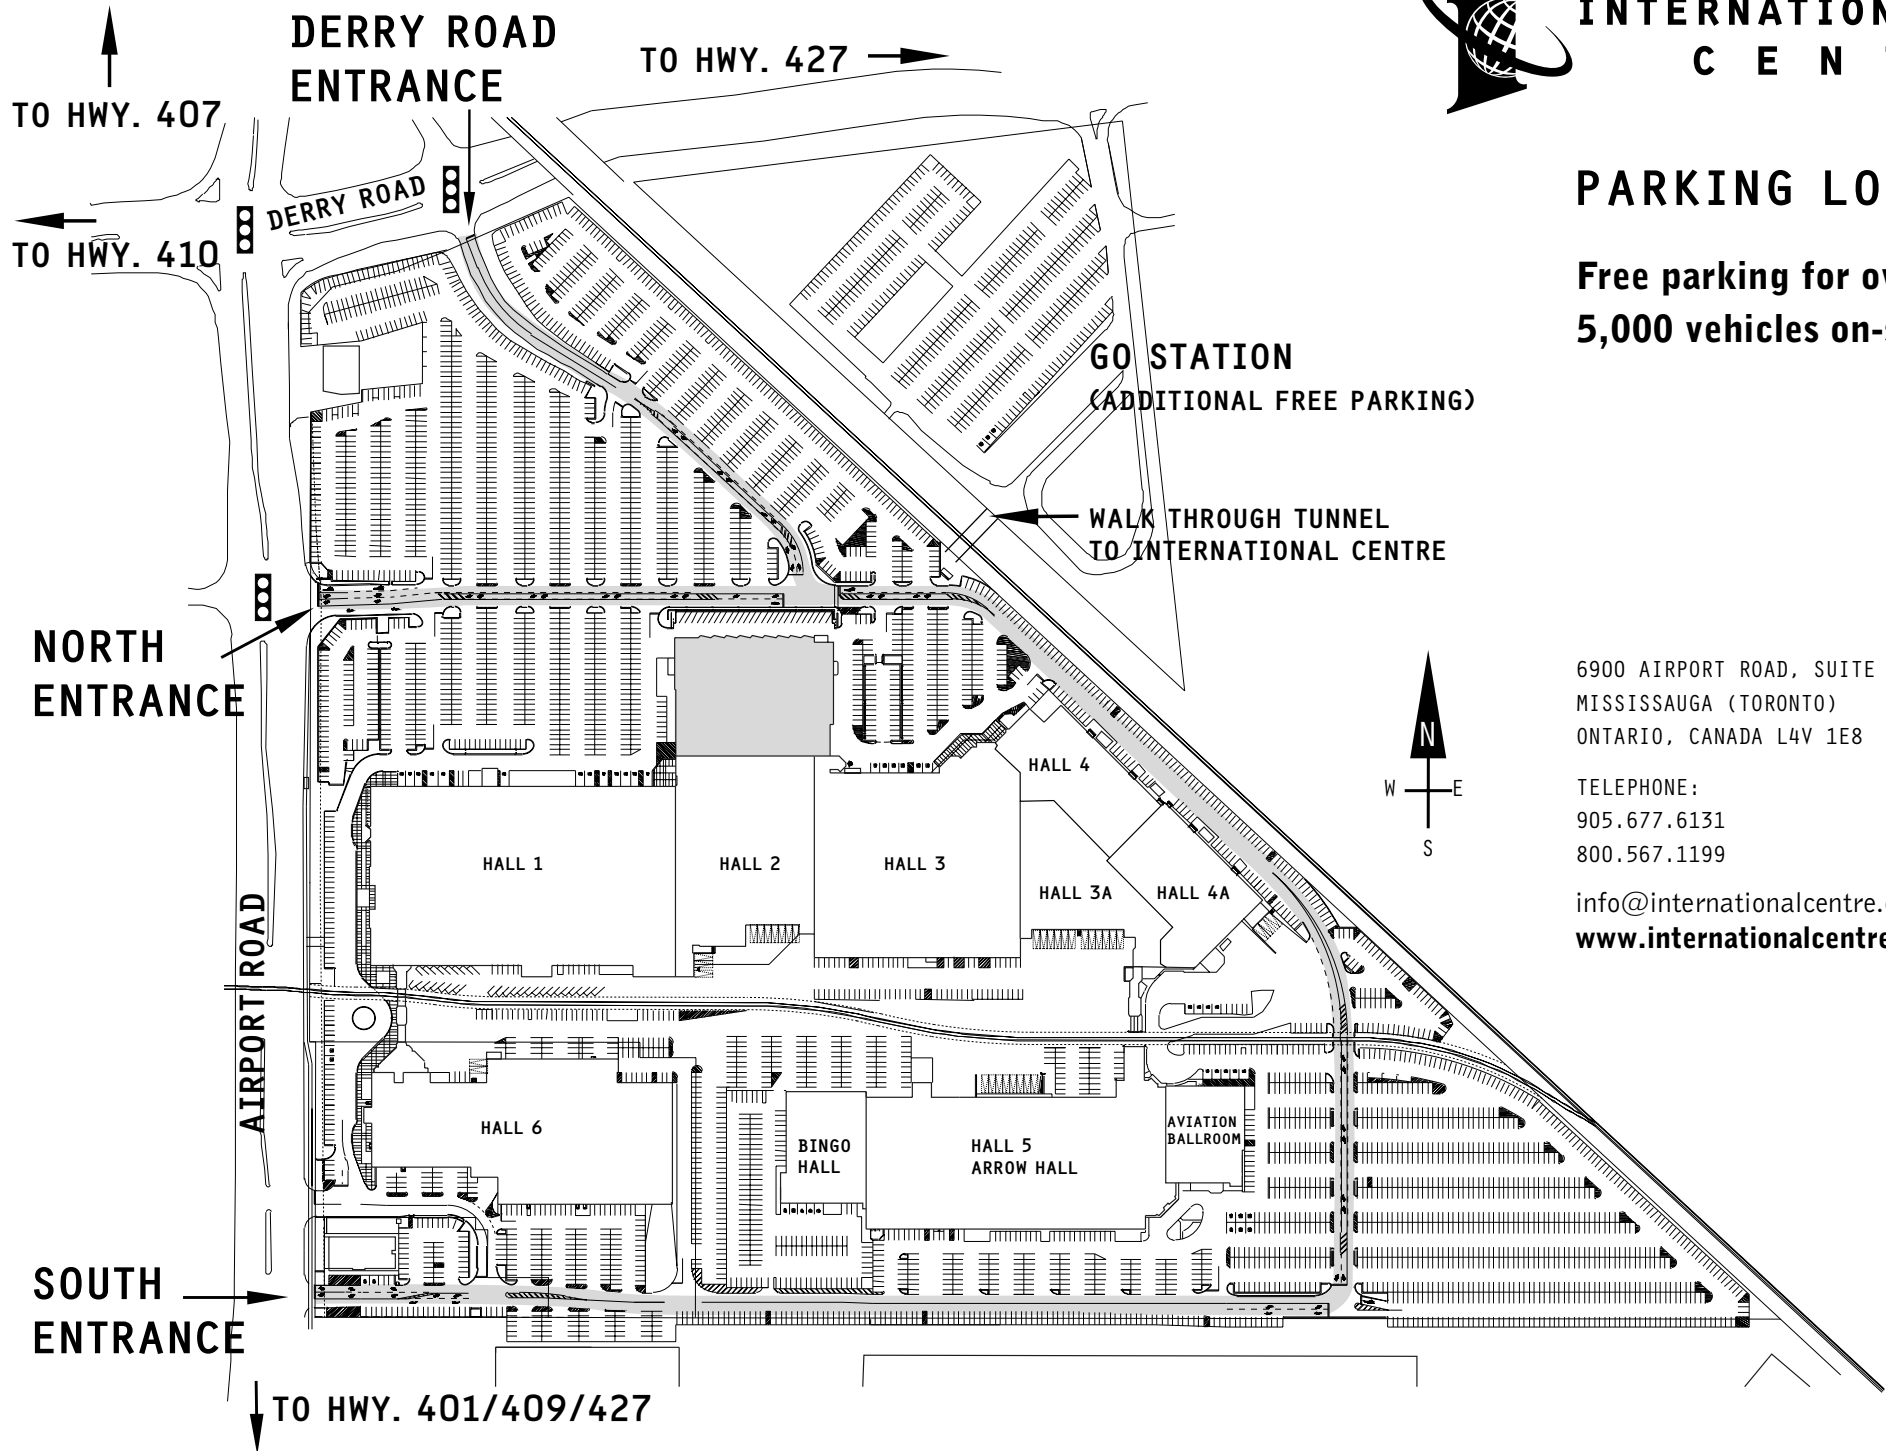 DERRY ROAD
ENTRANCE
TO HWY. 427
TO HWY. 407
DERRY ROAD
TO HWY. 410
INTERNATION
C E N
PARKING LO
Free parking for ov
5,000 vehicles on-s
GO STATION
(ADDITIONAL FREE PARKING)
WALK THROUGH TUNNEL
TO INTERNATIONAL CENTRE
NORTH
ENTRANCE
N
W
E
S
6900 AIRPORT ROAD, SUITE
MISSISSAUGA (TORONTO)
ONTARIO, CANADA L4V 1E8
TELEPHONE:
905.677.6131
800.567.1199
info@internationalcentre.
www.internationalcentre
HALL 4
HALL 1
HALL 2
HALL 3
HALL 3A
HALL 4A
AIRPORT ROAD
HALL 6
BINGO
HALL
HALL 5
ARROW HALL
AVIATION
BALLROOM
SOUTH
ENTRANCE
TO HWY. 401/409/427